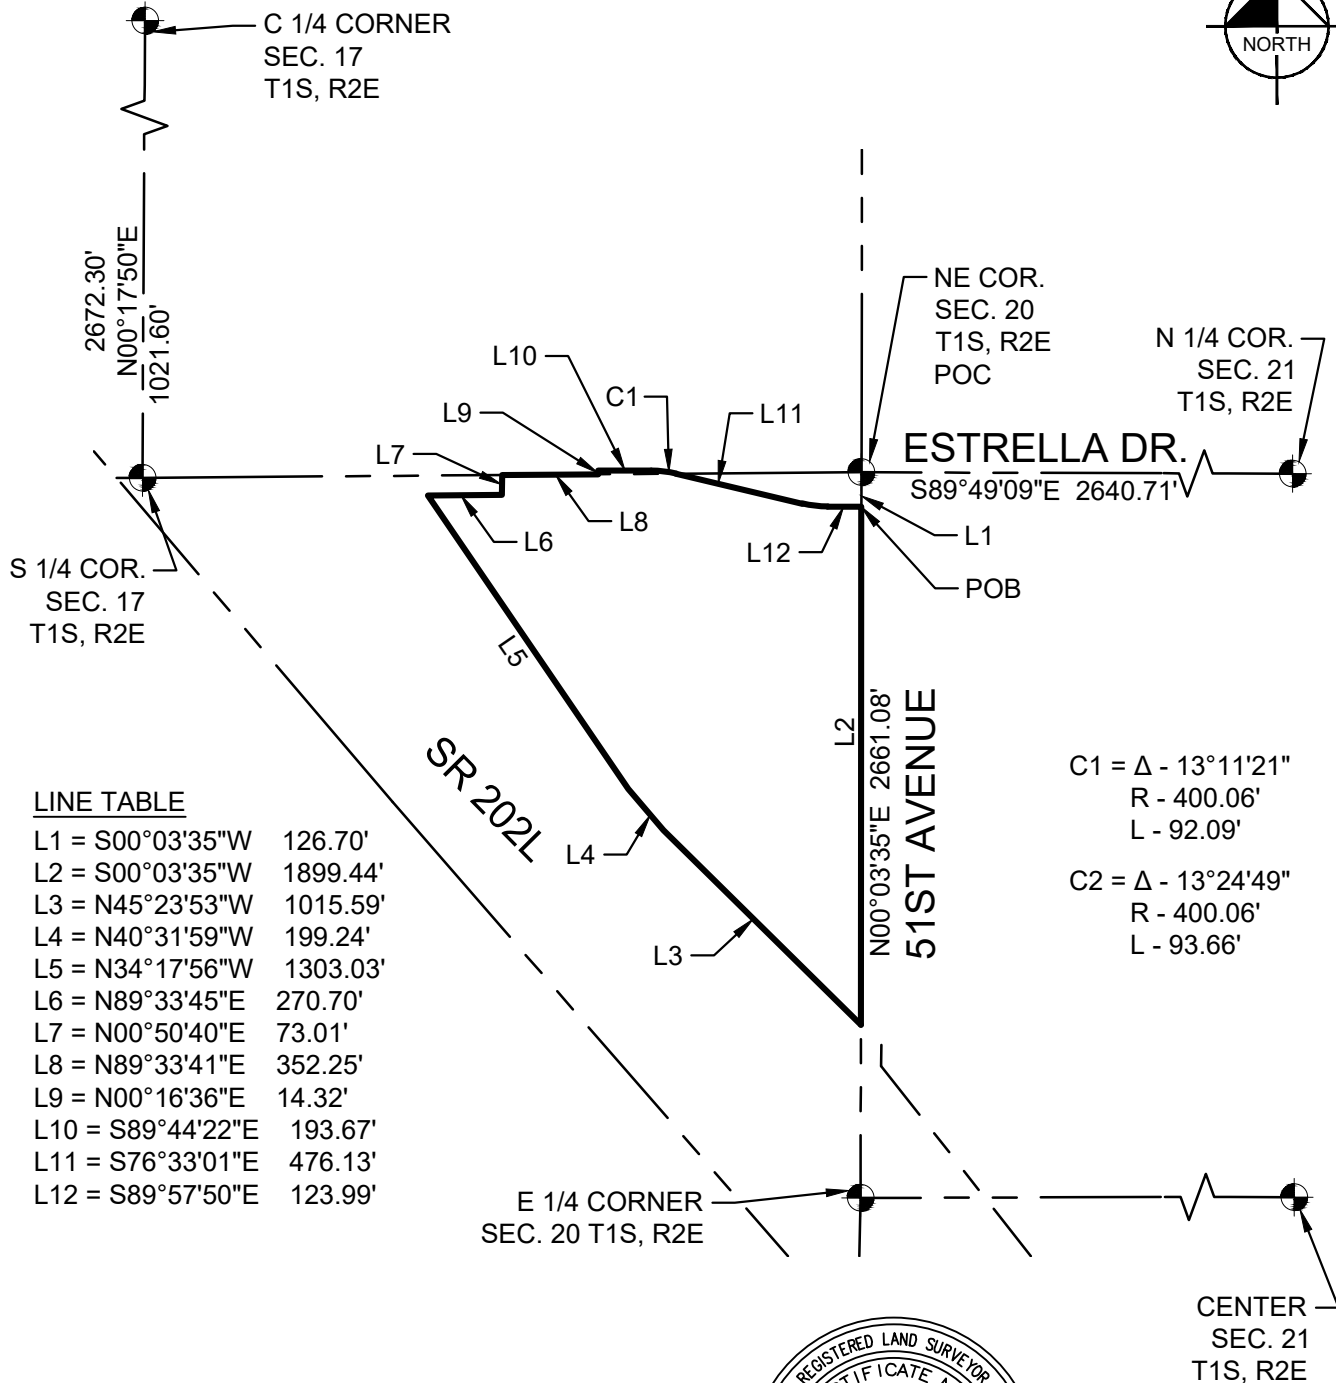 C 1/4 CORNER
SEC. 17
T1S, R2E
NORTH
2672.30'
N00°17'50"E
1021.60'
NE COR.
SEC. 20
T1S, R2E
POC
N 1/4 COR.
SEC. 21
T1S, R2E
L10
C1
L9
L11
L7
ESTRELLA DR.
S89°49'09"E 2640.71'
L8
L6
L12
L1
POB
S 1/4 COR.
SEC. 17
T1S, R2E
L5
L2
N00°03'35"E 2661.08'
51ST AVENUE
SR 202L
L4
L3
C1 = Δ - 13°11'21"
R - 400.06'
L - 92.09'
C2 = Δ - 13°24'49"
R - 400.06'
L - 93.66'
LINE TABLE
L1 = S00°03'35"W 126.70'
L2 = S00°03'35"W 1899.44'
L3 = N45°23'53"W 1015.59'
L4 = N40°31'59"W 199.24'
L5 = N34°17'56"W 1303.03'
L6 = N89°33'45"E 270.70'
L7 = N00°50'40"E 73.01'
L8 = N89°33'41"E 352.25'
L9 = N00°16'36"E 14.32'
L10 = S89°44'22"E 193.67'
L11 = S76°33'01"E 476.13'
L12 = S89°57'50"E 123.99'
E 1/4 CORNER
SEC. 20 T1S, R2E
CENTER
SEC. 21
T1S, R2E
REGISTERED LAND SURVEYOR